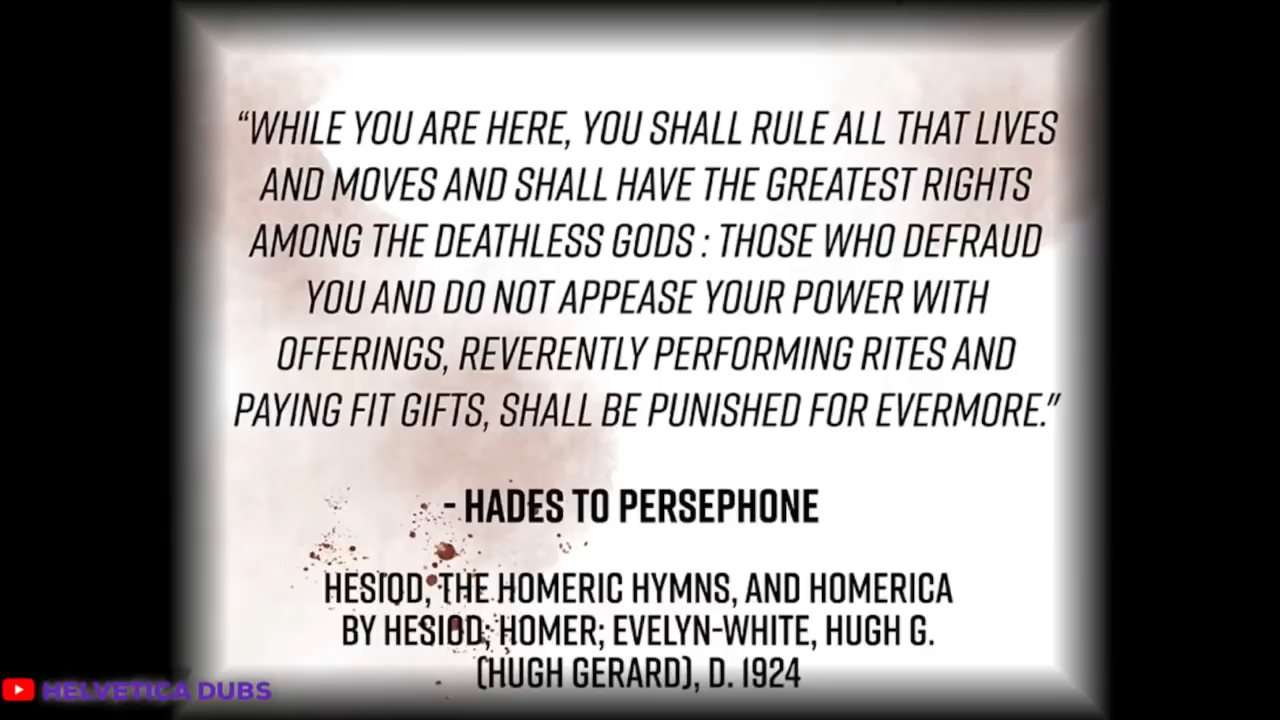 “WHILE YOU ARE HERE, YOU SHALL RULE ALL THAT LIVES
AND MOVES AND SHALL HAVE THE GREATEST RIGHTS
AMONG THE DEATHLESS GODS : THOSE WHO DEFRAUD
YOU AND DO NOT APPEASE YOUR POWER WITH
OFFERINGS, REVERENTLY PERFORMING RITES AND
PAYING FIT GIFTS, SHALL BE PUNISHED FOR EVERMORE.”
- HADES TO PERSEPHONE
HESIOD, THE HOMERIC HYMNS, AND HOMERICA
BY HESIOD; HOMER; EVELYN-WHITE, HUGH G.
(HUGH GERARD), D. 1924
HELVETICA DUBS